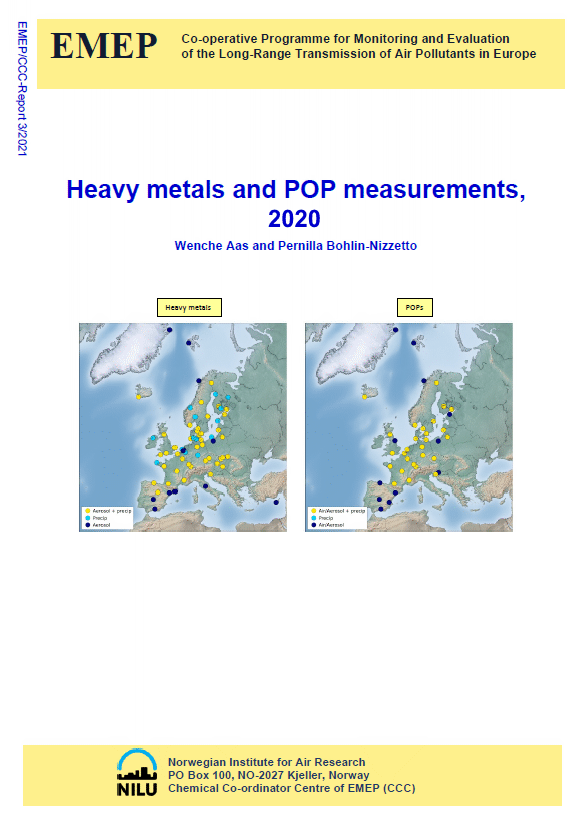 EMEP/CCC-Report 3/2021
EMEP
Co-operative Programme for Monitoring and Evaluation
of the Long-Range Transmission of Air Pollutants in Europe
Heavy metals and POP measurements,
2020
Wenche Aas and Pernilla Bohlin-Nizzetto
Heavy metals
POPs
Aerosol + precip
Precip
Aerosol
Air/Aerosol + precip
Precip
Air/Aerosol
NILU
Norwegian Institute for Air Research
PO Box 100, NO-2027 Kjeller, Norway
Chemical Co-ordinator Centre of EMEP (CCC)